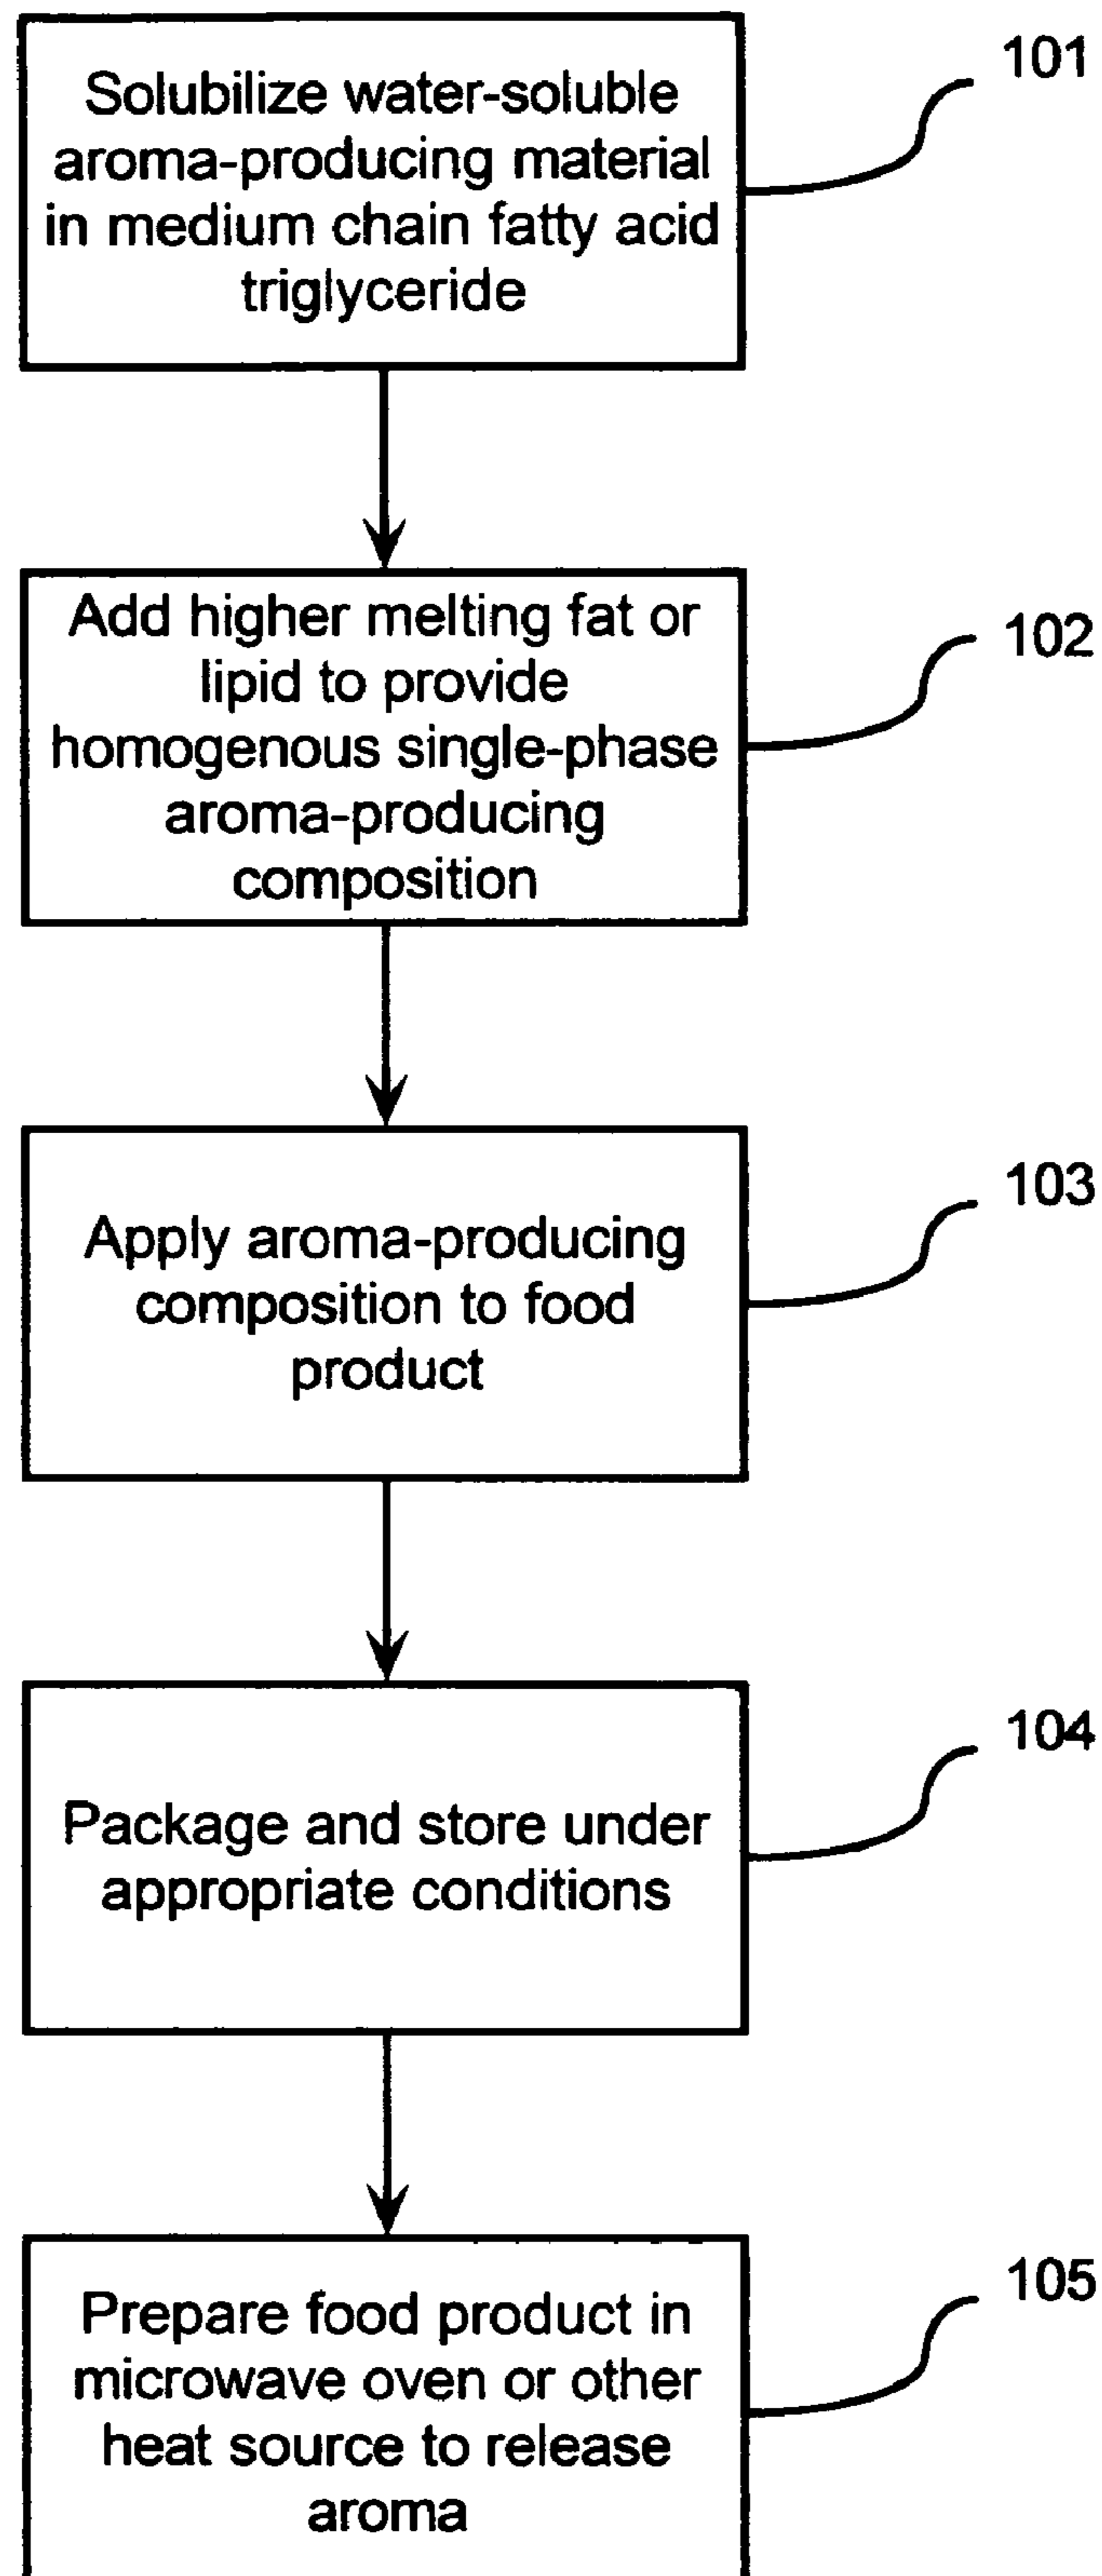 Solubilize water-soluble
aroma-producing material
in medium chain fatty acid
triglyceride
101
Add higher melting fat or
lipid to provide
homogenous single-phase
aroma-producing
composition
102
Apply aroma-producing
composition to food
product
103
Package and store under
appropriate conditions
104
Prepare food product in
microwave oven or other
heat source to release
aroma
105